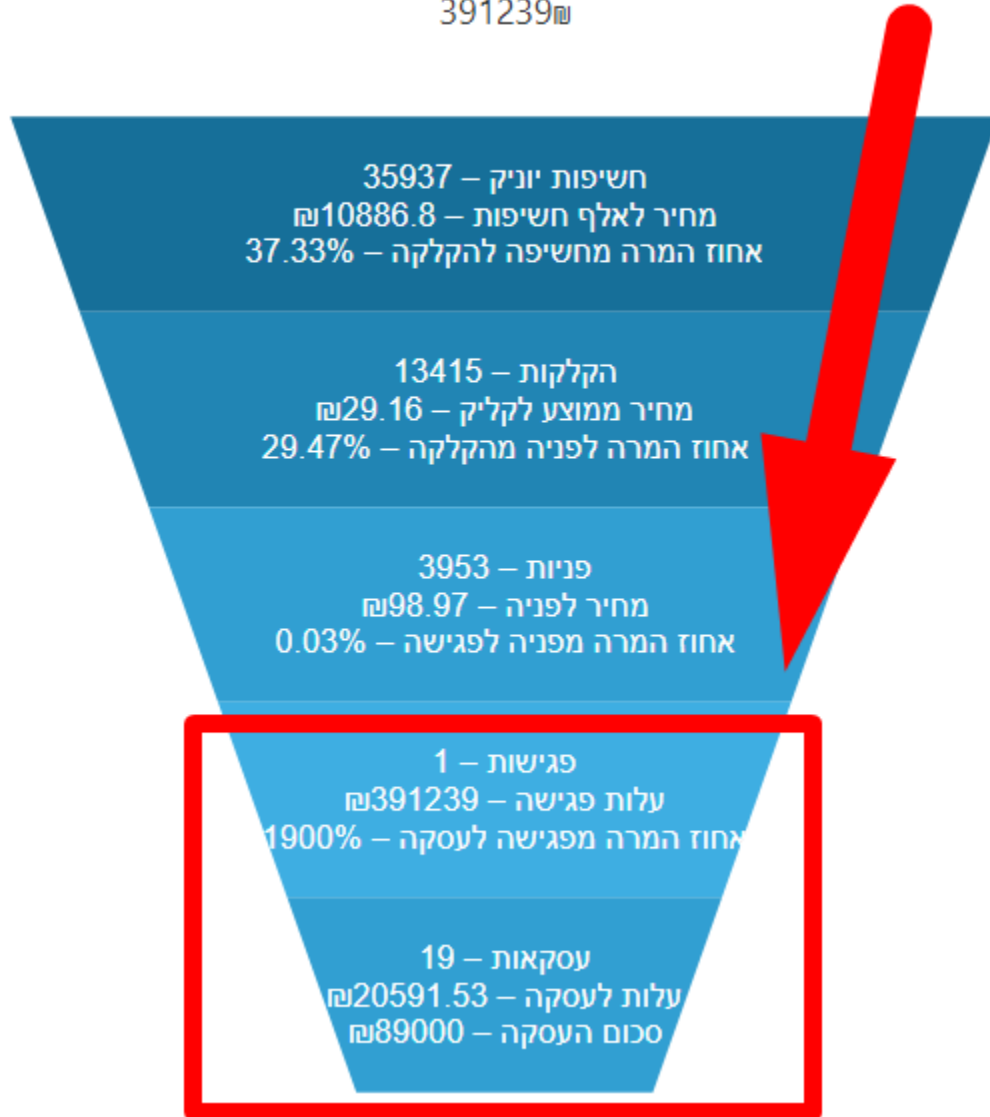 391239₪
חשיפות יוניק – 35937
מחיר לאלף חשיפות – 10886.8₪
אחוז המרה מחשיפה להקלקה – 37.33%
הקלקות – 13415
מחיר ממוצע לקליק – 29.16₪
אחוז המרה לפניה מהקלקה – 29.47%
פניות – 3953
מחיר לפניה – 98.97₪
אחוז המרה מפניה לפגישה – 0.03%
פגישות – 1
עלות פגישה – 391239₪
אחוז המרה מפגישה לעסקה – 1900%
עסקאות – 19
עלות לעסקה – 20591.53₪
סכום העסקה – 89000₪